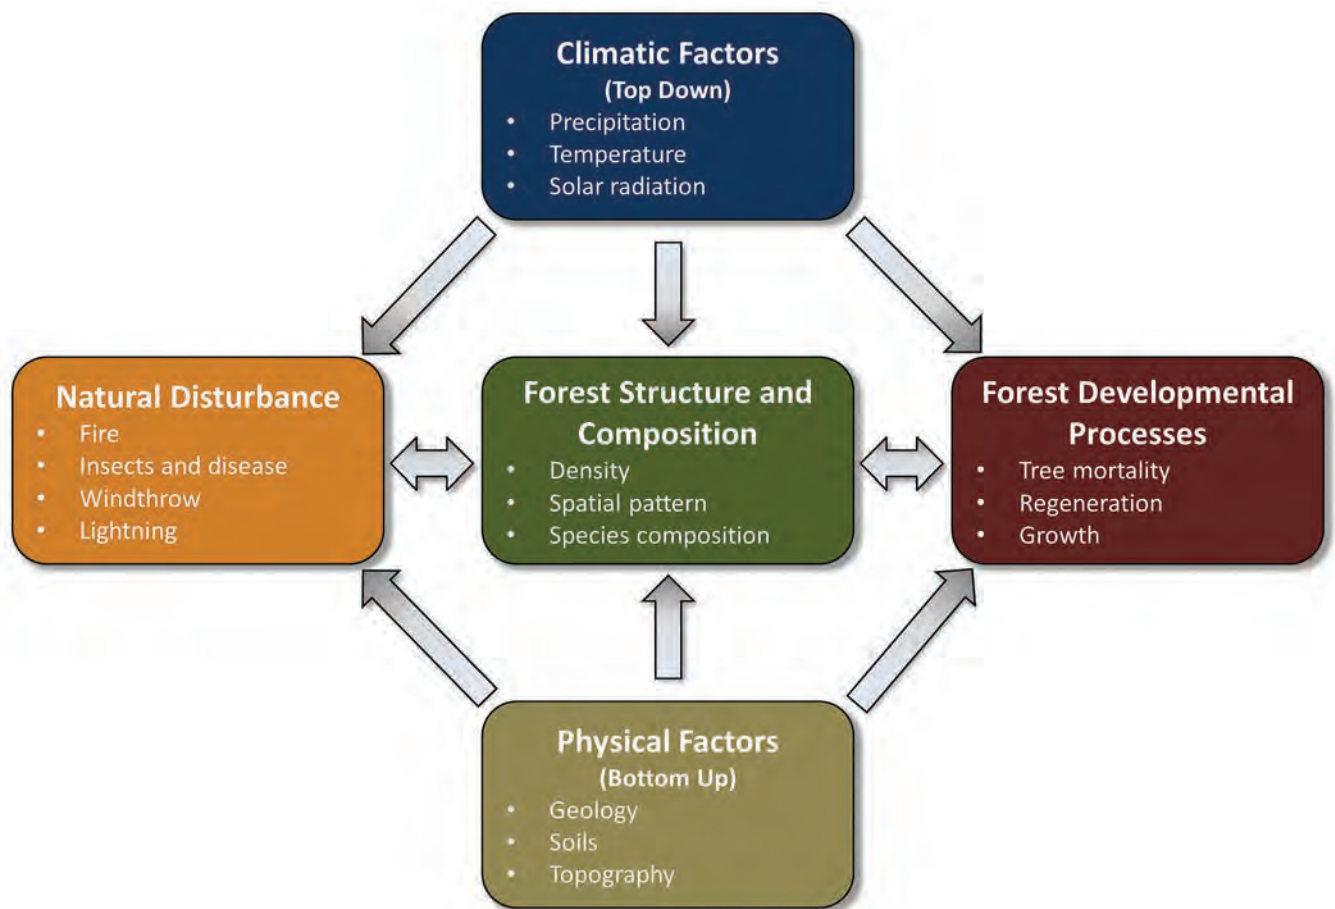 Climatic Factors
(Top Down)
• Precipitation
• Temperature
• Solar radiation
Natural Disturbance
• Fire
• Insects and disease
• Windthrow
• Lightning
Forest Structure and
Composition
• Density
• Spatial pattern
• Species composition
Forest Developmental
Processes
• Tree mortality
• Regeneration
• Growth
Physical Factors
(Bottom Up)
• Geology
• Soils
• Topography